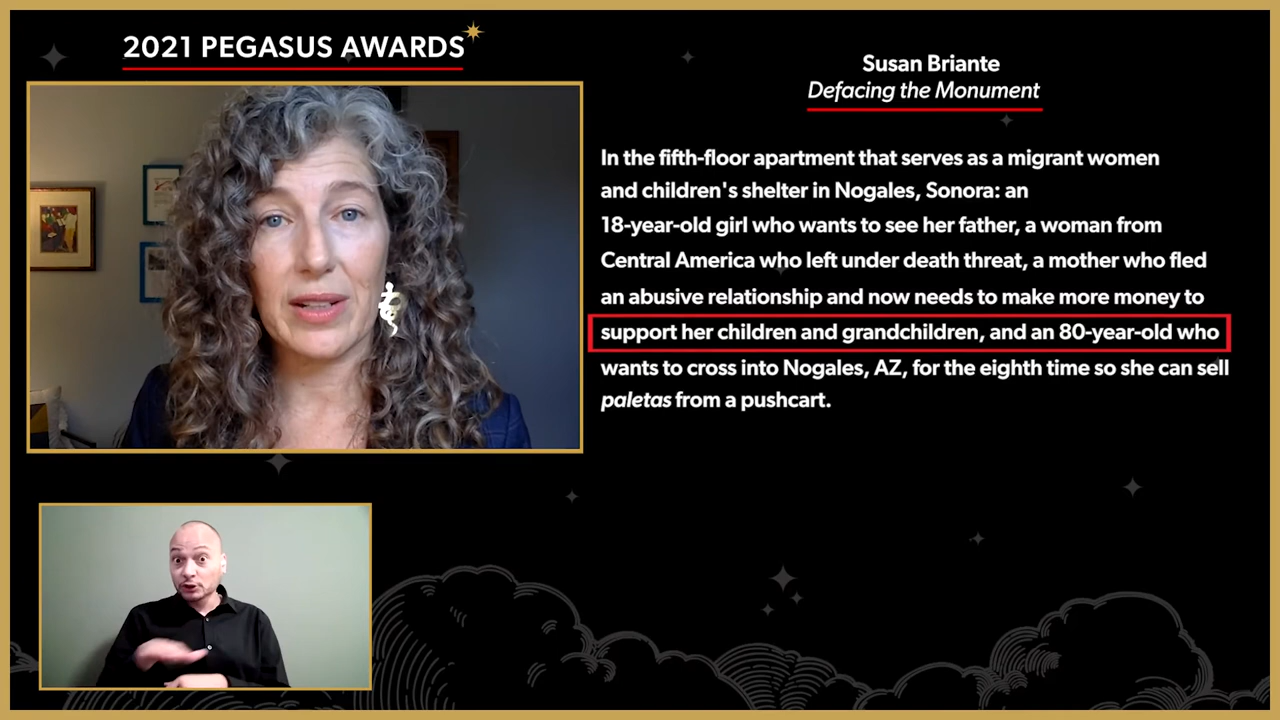 2021 PEGASUS AWARDS
Susan Briante
Defacing the Monument
In the fifth-floor apartment that serves as a migrant women
and children's shelter in Nogales, Sonora: an
18-year-old girl who wants to see her father, a woman from
Central America who left under death threat, a mother who fled
an abusive relationship and now needs to make more money to
support her children and grandchildren, and an 80-year-old who
wants to cross into Nogales, AZ, for the eighth time so she can sell
paletas from a pushcart.